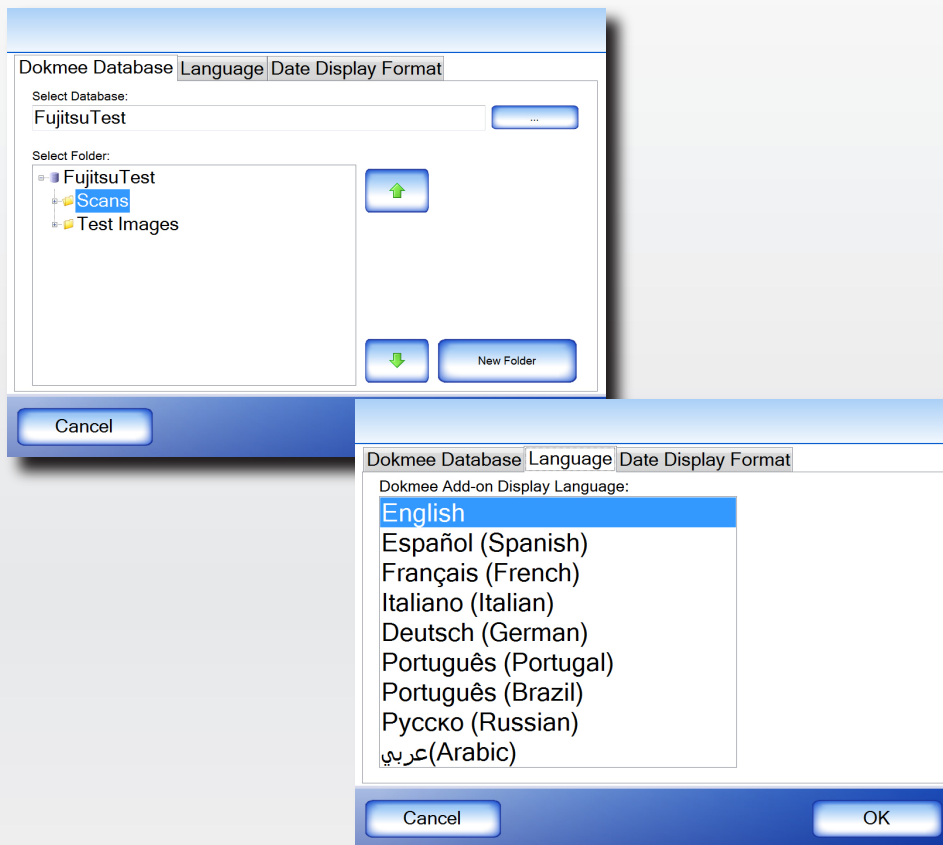 Dokmee Database Language Date Display Format
Select Database:
FujitsuTest ...
Select Folder:
FujitsuTest
Scans
Test Images
New Folder
Cancel
Dokmee Database Language Date Display Format
Dokmee Add-on Display Language:
English
Español (Spanish)
Français (French)
Italiano (Italian)
Deutsch (German)
Português (Portugal)
Português (Brazil)
Русско (Russian)
عربي(Arabic)
Cancel OK